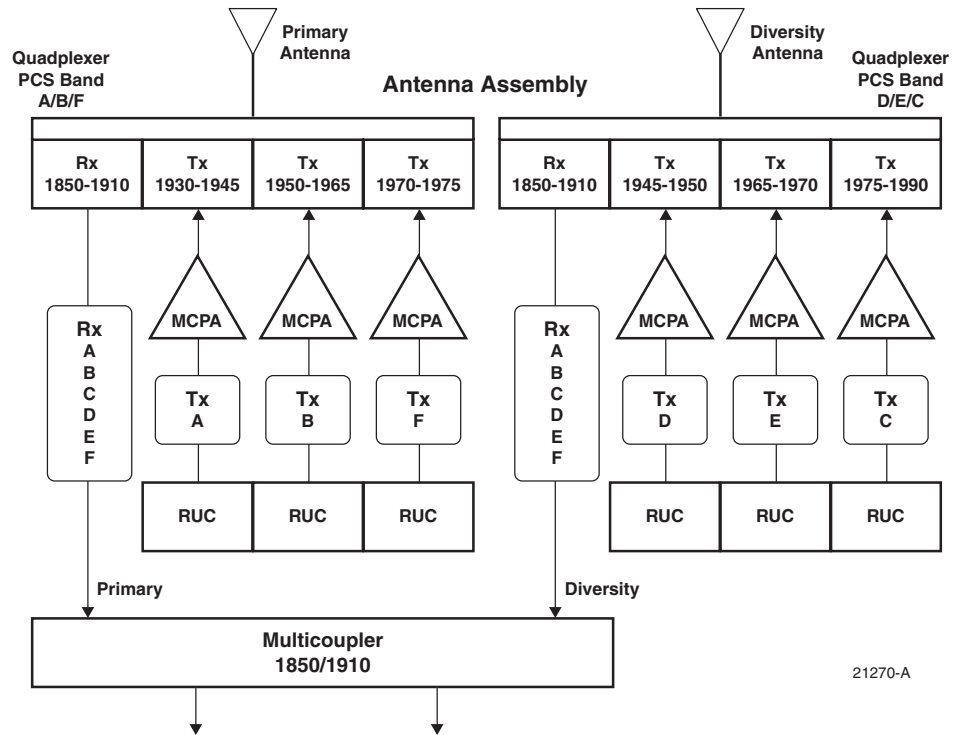 Primary
Antenna
Diversity
Antenna
Quadplexer
PCS Band
A/B/F
Antenna Assembly
Quadplexer
PCS Band
D/E/C
Rx
1850-1910
Tx
1930-1945
Tx
1950-1965
Tx
1970-1975
Rx
1850-1910
Tx
1945-1950
Tx
1965-1970
Tx
1975-1990
MCPA
MCPA
MCPA
MCPA
MCPA
MCPA
Rx
A
B
C
D
E
F
Tx
A
Tx
B
Tx
F
Rx
A
B
C
D
E
F
Tx
D
Tx
E
Tx
C
RUC
RUC
RUC
RUC
RUC
RUC
Primary
Diversity
Multicoupler
1850/1910
21270-A